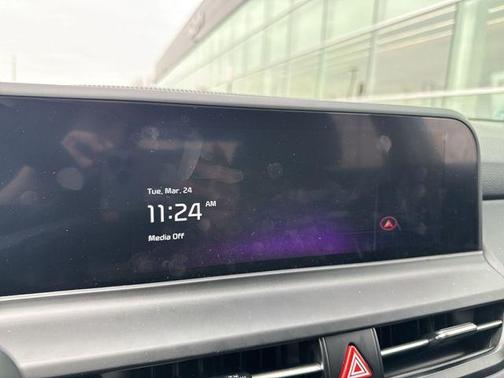 Tue, Mar. 24
11:24 AM
Media Off